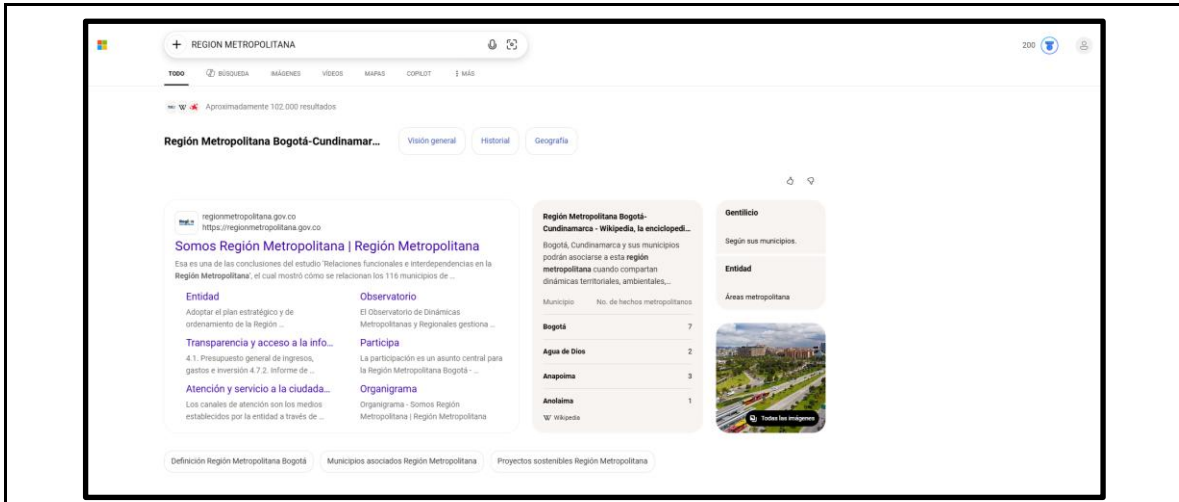 REGION METROPOLITANA
200
TODO BÚSQUEDA IMÁGENES VÍDEOS MAPAS COPILOT MÁS
Aproximadamente 102.000 resultados
Región Metropolitana Bogotá-Cundinamar...
Visión general Historial Geografía
regionmetropolitana.gov.co
https://regionmetropolitana.gov.co
Somos Región Metropolitana | Región Metropolitana
Esa es una de las conclusiones del estudio 'Relaciones funcionales e interdependencias en la
Región Metropolitana', el cual mostró cómo se relacionan los 116 municipios de ...
Entidad
Adoptar el plan estratégico y de
ordenamiento de la Región ...
Observatorio
El Observatorio de Dinámicas
Metropolitanas y Regionales gestiona ...
Transparencia y acceso a la info...
4.1. Presupuesto general de ingresos,
gastos e inversión 4.7.2. Informe de ...
Participa
La participación es un asunto central para
la Región Metropolitana Bogotá - ...
Atención y servicio a la ciudada...
Los canales de atención son los medios
establecidos por la entidad a través de ...
Organigrama
Organigrama - Somos Región
Metropolitana | Región Metropolitana
Región Metropolitana Bogotá-
Cundinamarca - Wikipedia, la enciclopedi...
Bogotá, Cundinamarca y sus municipios
podrán asociarse a esta región
metropolitana cuando compartan
dinámicas territoriales, ambientales,...
Municipio No. de hechos metropolitanos
Bogotá 7
Agua de Dios 2
Anapoima 3
Anolaima 1
W Wikipedia
Gentilicio
Según sus municipios.
Entidad
Áreas metropolitana
Todas las imágenes
Definición Región Metropolitana Bogotá
Municipios asociados Región Metropolitana
Proyectos sostenibles Región Metropolitana